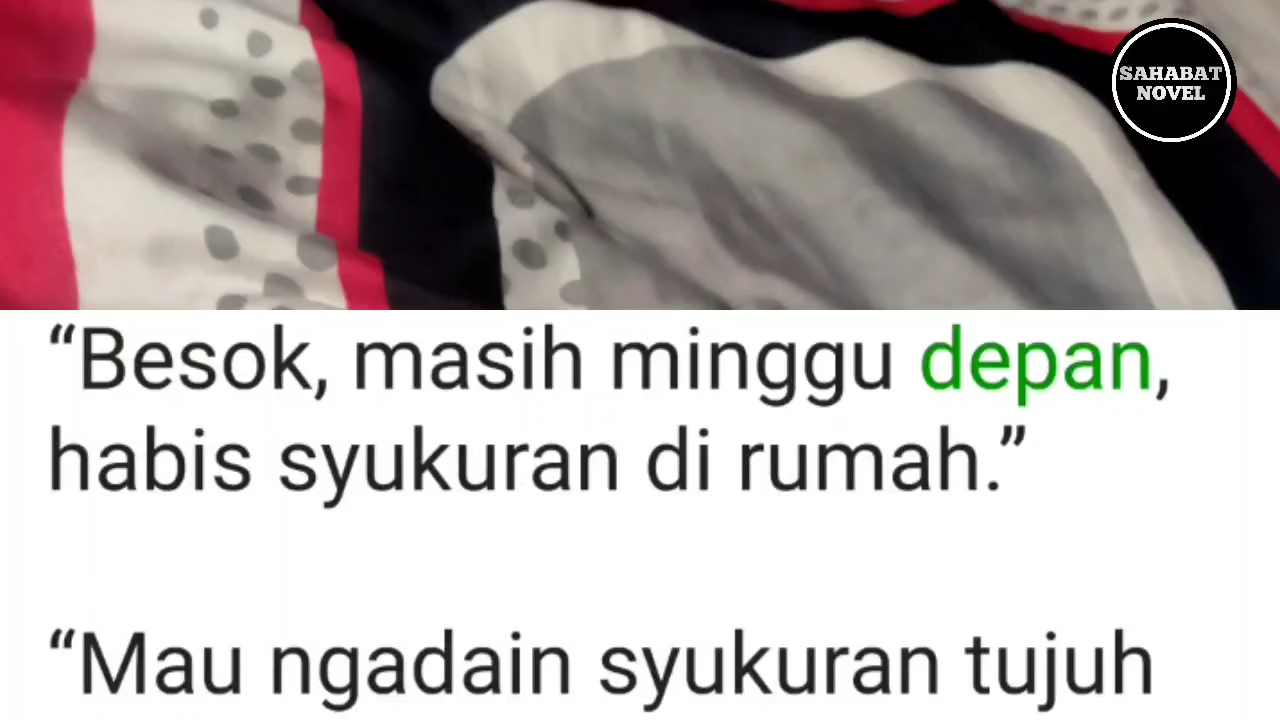 SAHABAT
NOVEL
“Besok, masih minggu depan,
habis syukuran di rumah.”
“Mau ngadain syukuran tujuh